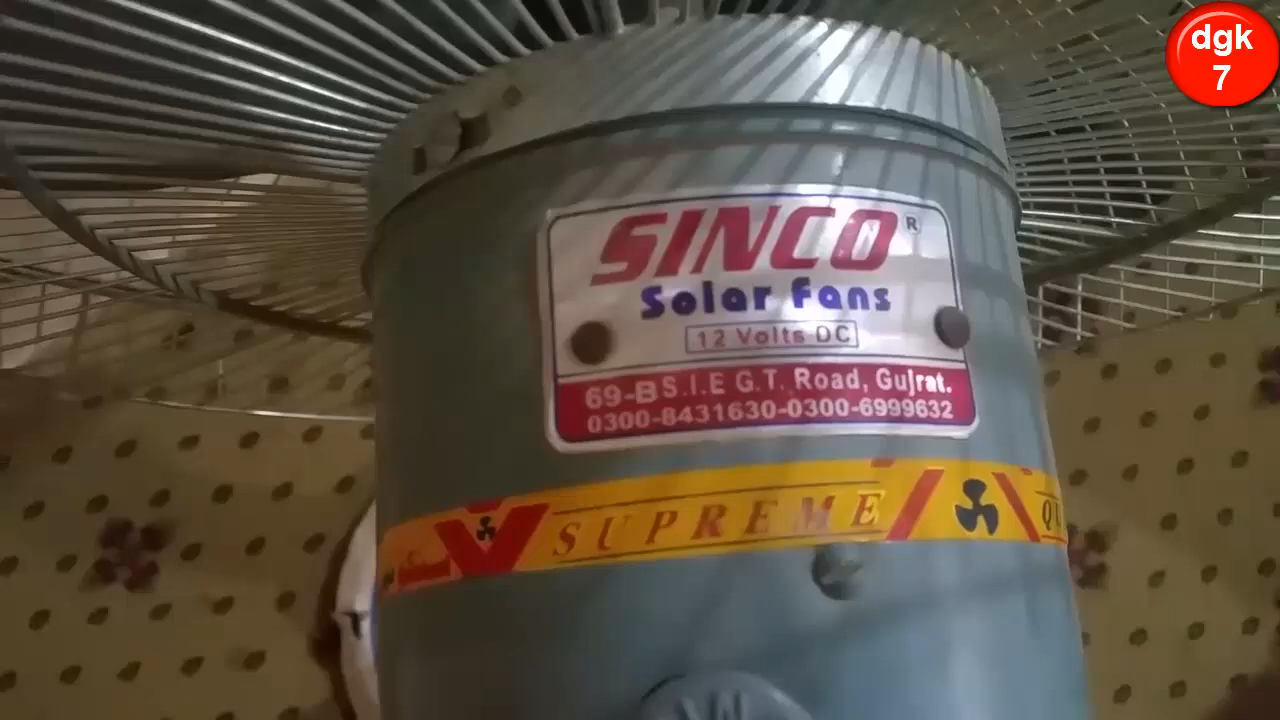 dgk
7
SINCO®
Solar Fans
12 Volts DC
69-B S.I.E G.T. Road, Gujrat.
0300-8431630-0300-6999632
SUPREME